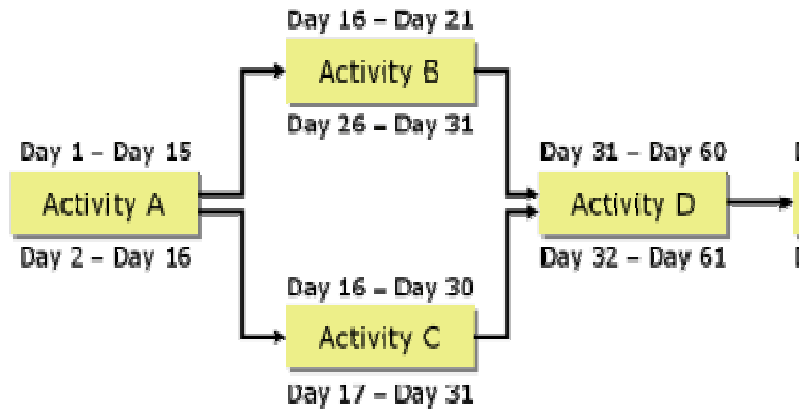 Day 16 – Day 21
Activity B
Day 26 – Day 31
Day 1 – Day 15
Activity A
Day 2 – Day 16
Day 31 – Day 60
Activity D
Day 32 – Day 61
Day 16 – Day 30
Activity C
Day 17 – Day 31